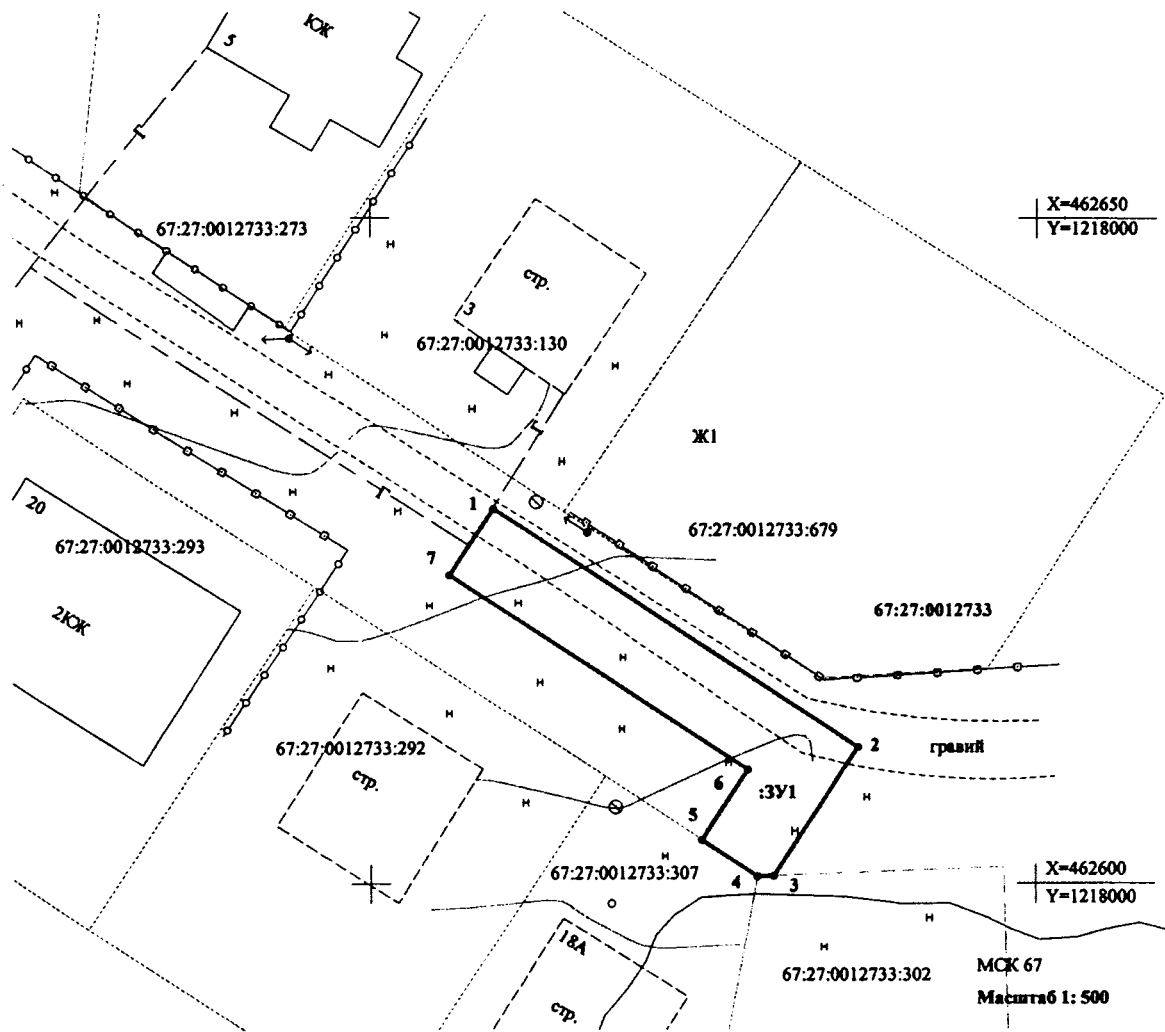 КЖ
5
Г
67:27:0012733:273
X=462650
Y=1218000
стр.
3
67:27:0012733:130
Г
Ж1
Г
1
20
67:27:0012733:679
67:27:0012733:293
7
67:27:0012733
2КЖ
2
гравий
67:27:0012733:292
стр.
6
:ЗУ1
5
67:27:0012733:307
4
3
X=462600
Y=1218000
18А
67:27:0012733:302
МСК 67
Масштаб 1: 500
стр.